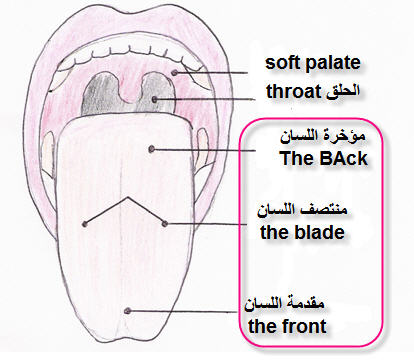 soft palate
throat الحلق
مؤخرة اللسان
The BAck
منتصف اللسان
the blade
مقدمة اللسان
the front